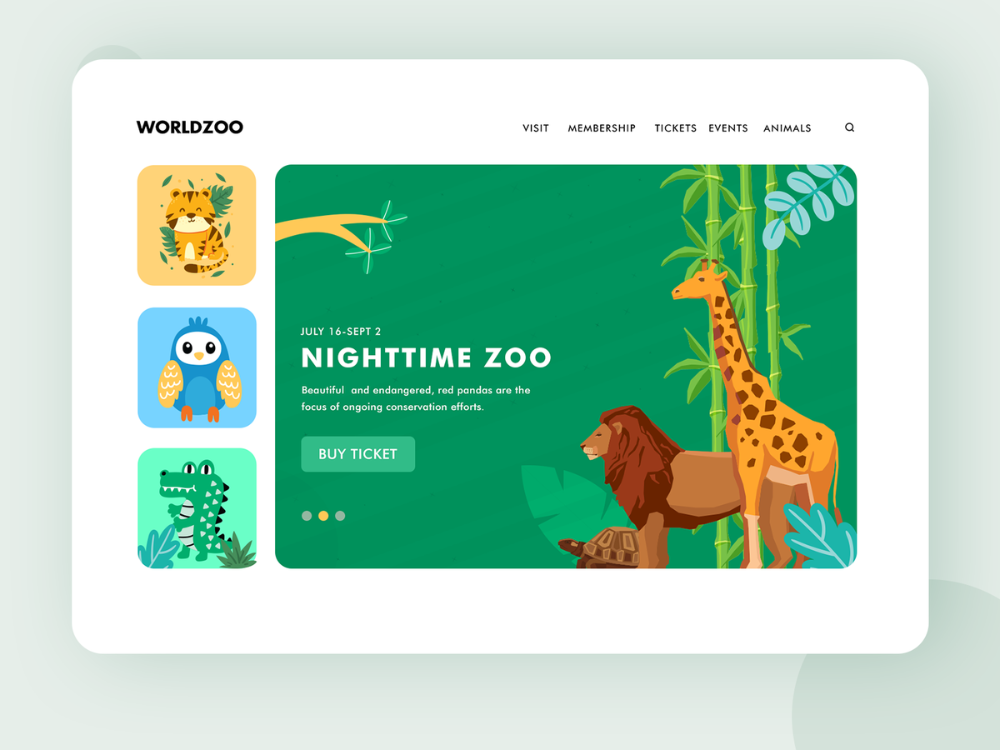 WORLDZOO
VISIT MEMBERSHIP TICKETS EVENTS ANIMALS
JULY 16-SEPT 2
NIGHTTIME ZOO
Beautiful and endangered, red pandas are the
focus of ongoing conservation efforts.
BUY TICKET